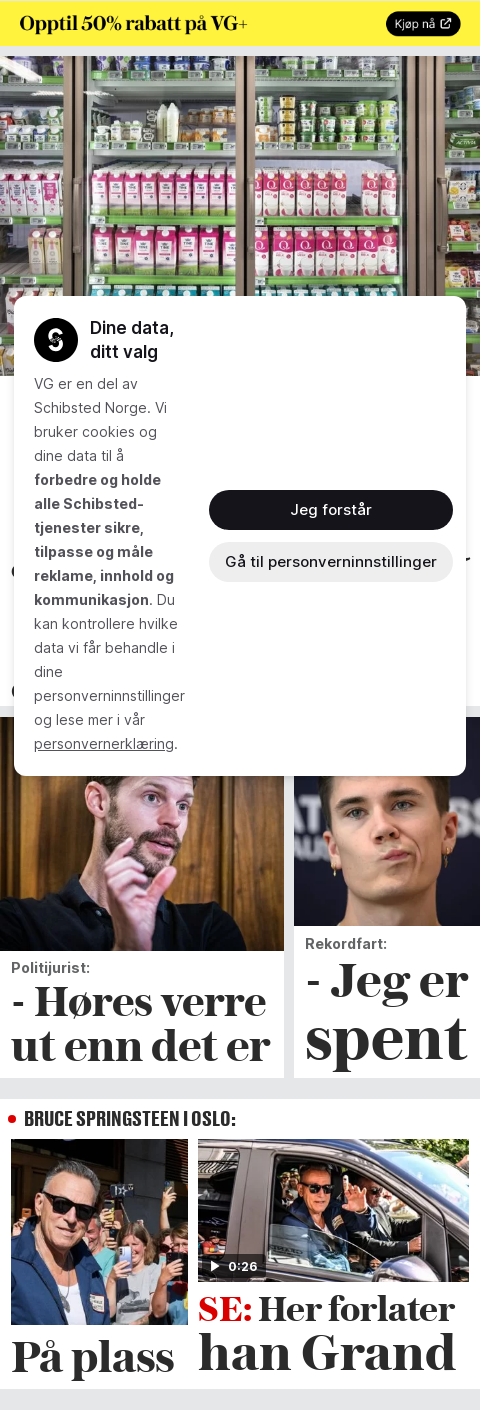 Opptil 50% rabatt på VG+
Kjøp nå
Dine data,
ditt valg
VG er en del av
Schibsted Norge. Vi
bruker cookies og
dine data til å
forbedre og holde
alle Schibsted-
tjenester sikre,
tilpasse og måle
reklame, innhold og
kommunikasjon. Du
kan kontrollere hvilke
data vi får behandle i
dine
personverninnstillinger
og lese mer i vår
personvernerklæring.
Jeg forstår
Gå til personverninnstillinger
Politijurist:
- Høres verre
ut enn det er
Rekordfart:
- Jeg er
spent
BRUCE SPRINGSTEEN I OSLO:
På plass
0:26
SE: Her forlater
han Grand